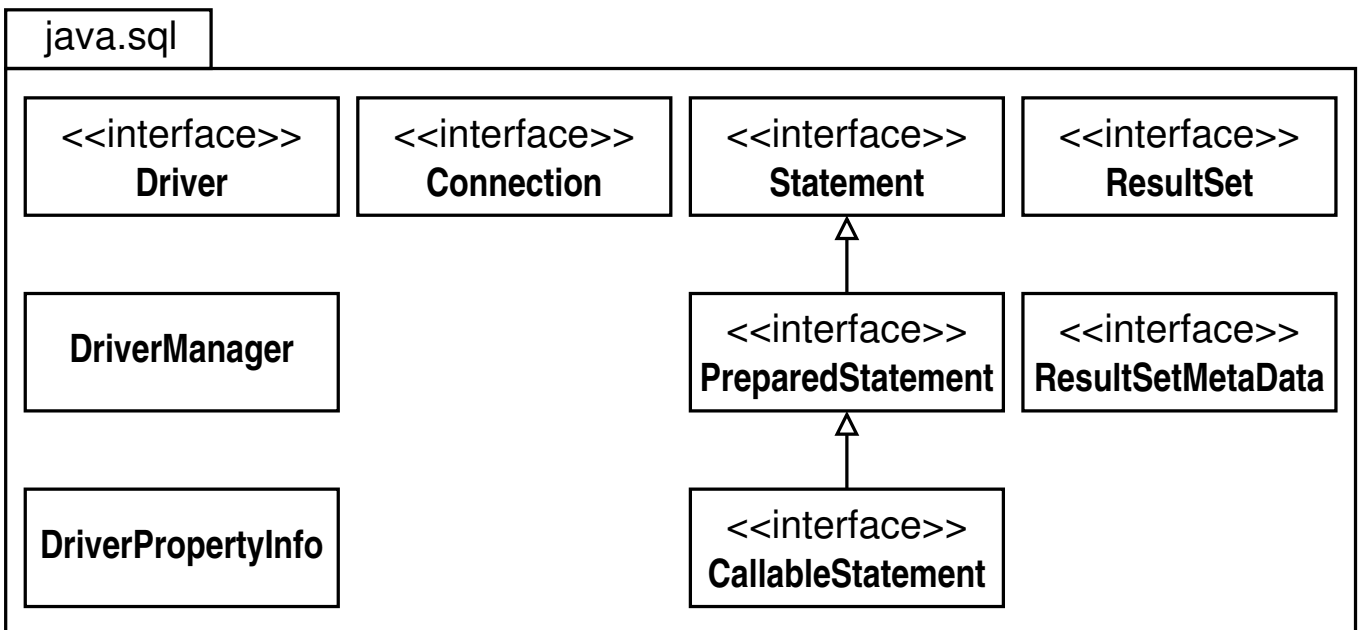 java.sql
<<interface>>
Driver
<<interface>>
Connection
<<interface>>
Statement
<<interface>>
ResultSet
DriverManager
<<interface>>
PreparedStatement
<<interface>>
ResultSetMetaData
DriverPropertyInfo
<<interface>>
CallableStatement